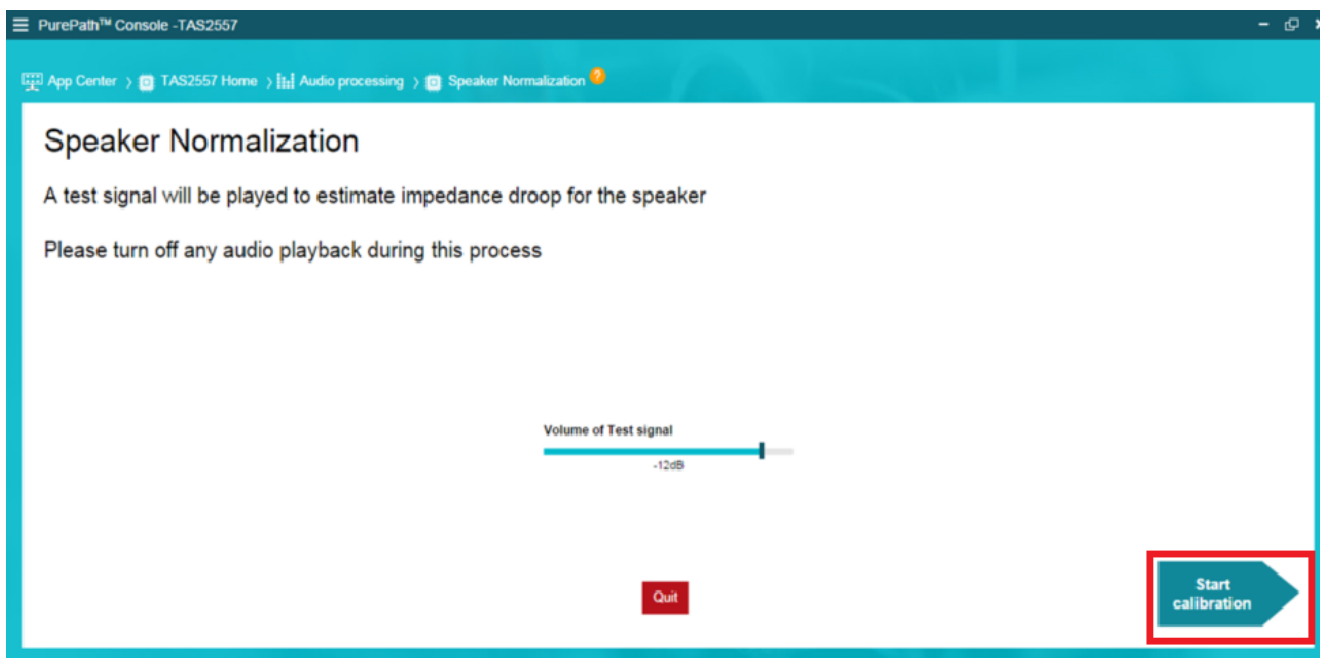 PurePath™ Console -TAS2557
App Center > TAS2557 Home > Audio processing > Speaker Normalization ?
Speaker Normalization
A test signal will be played to estimate impedance droop for the speaker
Please turn off any audio playback during this process
Volume of Test signal
-12dB
Quit
Start
calibration